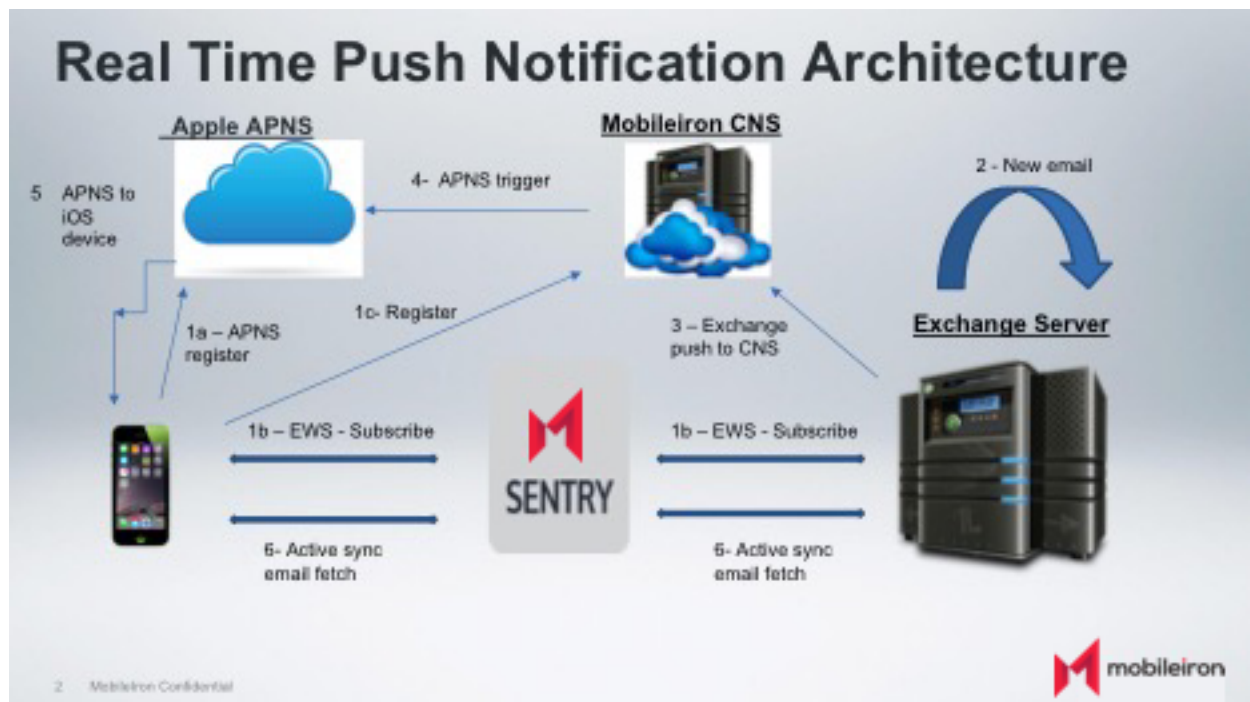 Real Time Push Notification Architecture
Apple APNS
Mobileiron CNS
2 - New email
4- APNS trigger
5 APNS to
iOS
device
1c- Register
1a – APNS
register
3 – Exchange
push to CNS
Exchange Server
1b – EWS - Subscribe
1b – EWS - Subscribe
SENTRY
6- Active sync
email fetch
6- Active sync
email fetch
2 MobileIron Confidential
mobileiron